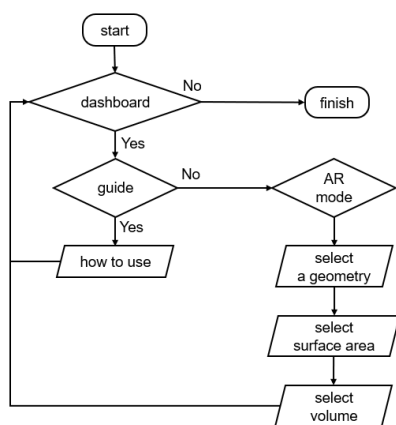 start
No
dashboard
finish
Yes
No
guide
AR
mode
Yes
how to use
select
a geometry
select
surface area
select
volume